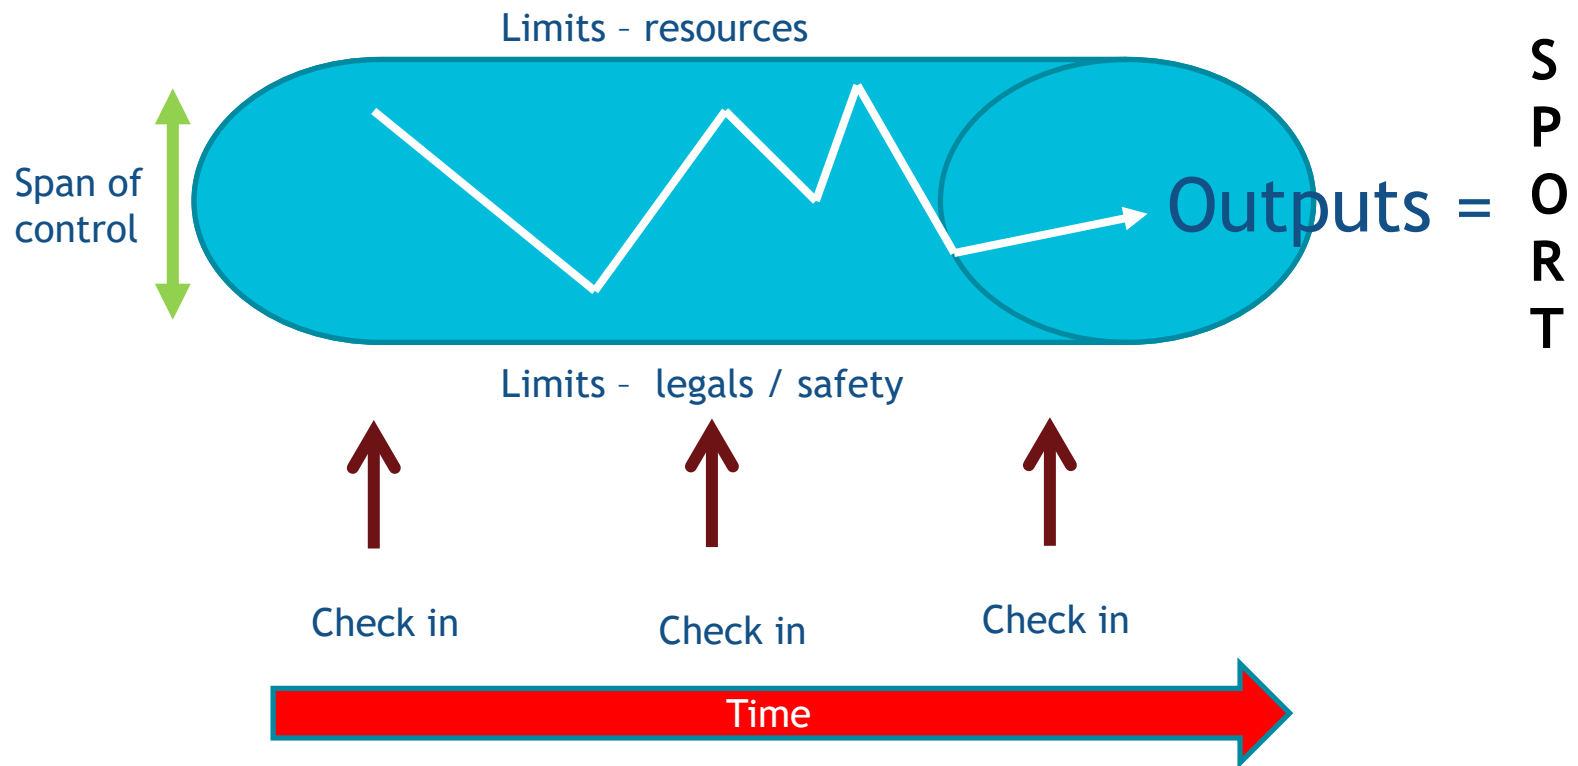 Limits – resources
Span of
control
Outputs =
S
P
O
R
T
Limits –  legals / safety
Check in
Check in
Check in
Time